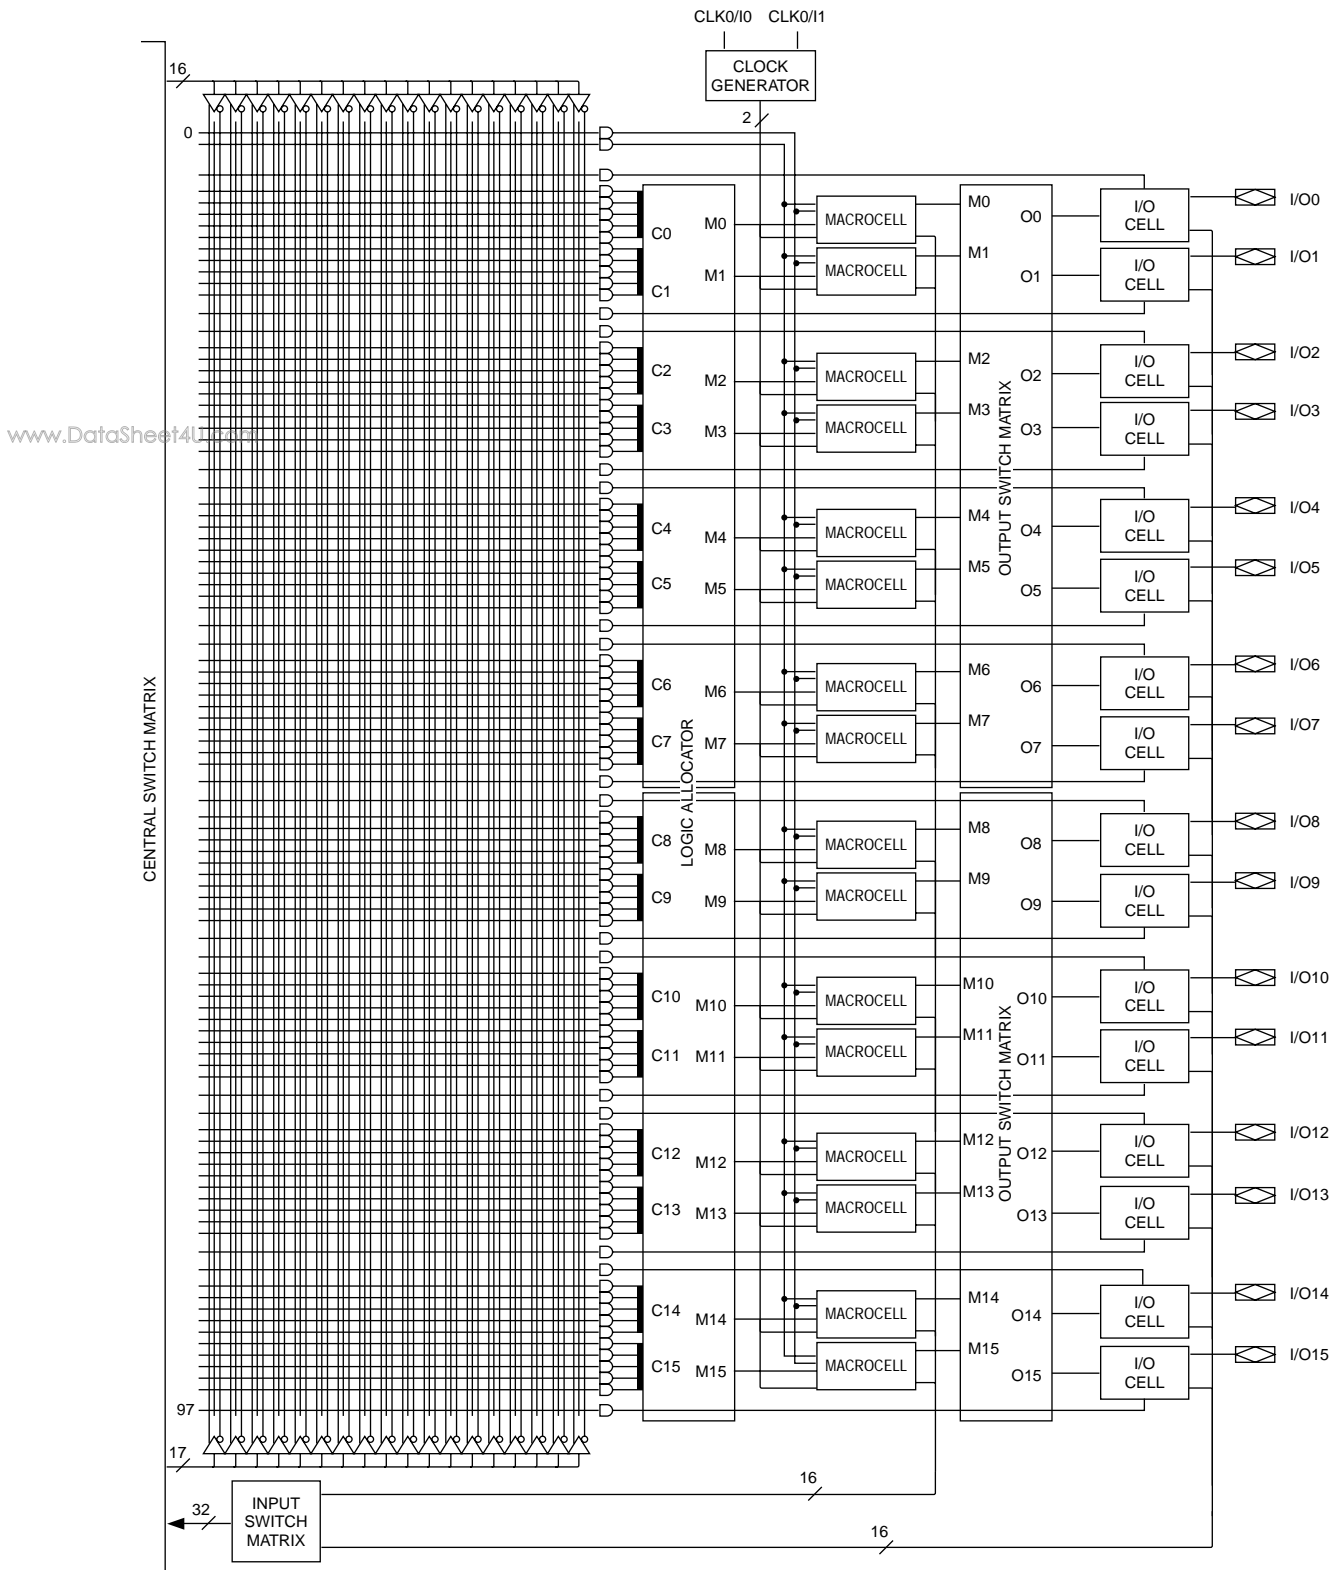 CLK0/I0 CLK0/I1
16
CLOCK
GENERATOR
2
0
C0 M0 MACROCELL M0 O0 I/O CELL I/O0
C1 M1 MACROCELL M1 O1 I/O CELL I/O1
C2 M2 MACROCELL M2 O2 I/O CELL I/O2
C3 M3 MACROCELL M3 O3 I/O CELL I/O3
www.DataSheet4U.com
OUTPUT SWITCH MATRIX
C4 M4 MACROCELL M4 O4 I/O CELL I/O4
C5 M5 MACROCELL M5 O5 I/O CELL I/O5
C6 M6 MACROCELL M6 O6 I/O CELL I/O6
C7 M7 MACROCELL M7 O7 I/O CELL I/O7
CENTRAL SWITCH MATRIX
LOGIC ALLOCATOR
C8 M8 MACROCELL M8 O8 I/O CELL I/O8
C9 M9 MACROCELL M9 O9 I/O CELL I/O9
C10 M10 MACROCELL M10 O10 I/O CELL I/O10
C11 M11 MACROCELL M11 O11 I/O CELL I/O11
OUTPUT SWITCH MATRIX
C12 M12 MACROCELL M12 O12 I/O CELL I/O12
C13 M13 MACROCELL M13 O13 I/O CELL I/O13
C14 M14 MACROCELL M14 O14 I/O CELL I/O14
C15 M15 MACROCELL M15 O15 I/O CELL I/O15
97
17
16
32
INPUT
SWITCH
MATRIX
16